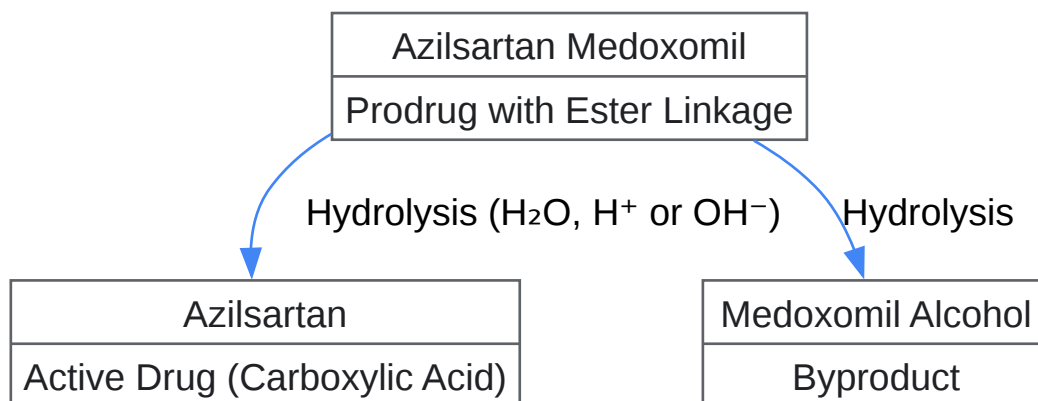 Azilsartan Medoxomil
Prodrug with Ester Linkage
Hydrolysis (H₂O, H⁺ or OH⁻)
Hydrolysis
Azilsartan
Active Drug (Carboxylic Acid)
Medoxomil Alcohol
Byproduct